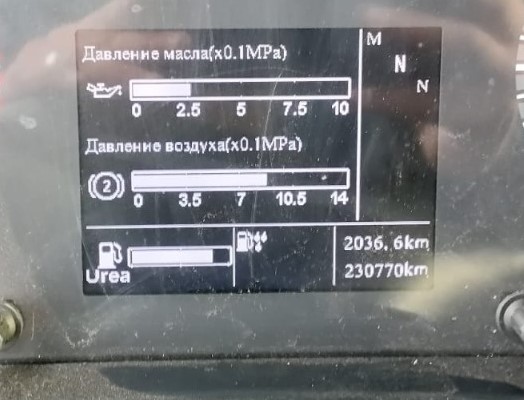 Давление масла(x0.1MPa)
M
N
N
0 2.5 5 7.5 10
Давление воздуха(x0.1MPa)
2
0 3.5 7 10.5 14
Urea
2036.6km
230770km